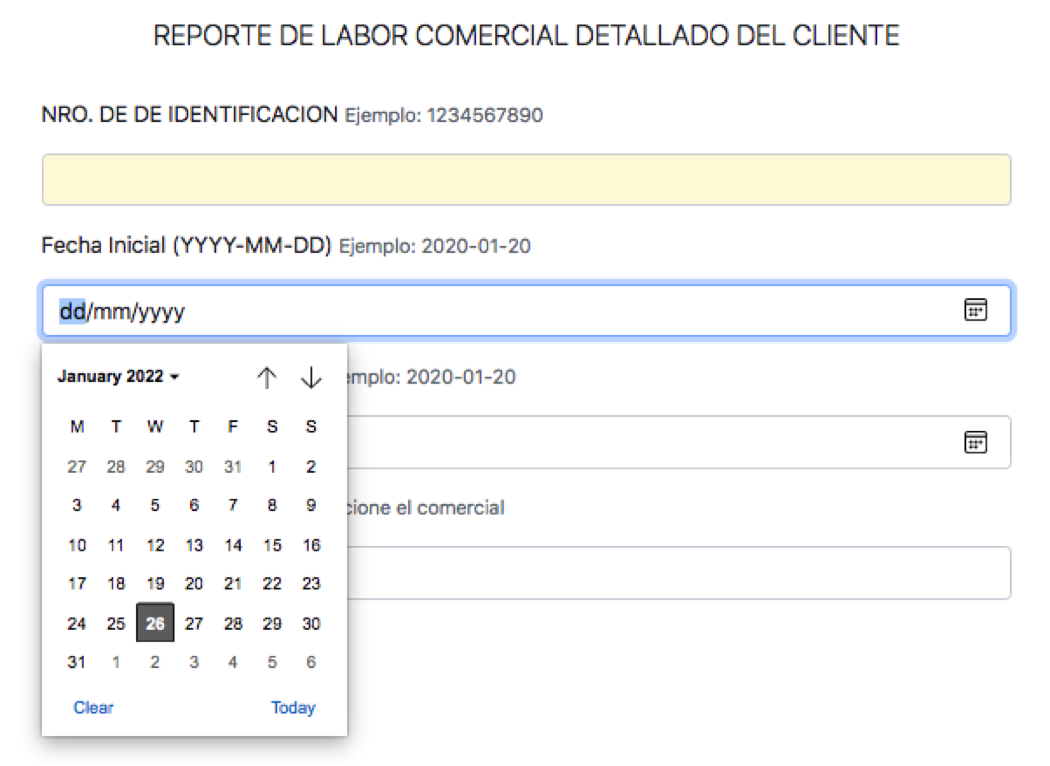 REPORTE DE LABOR COMERCIAL DETALLADO DEL CLIENTE
NRO. DE DE IDENTIFICACION Ejemplo: 1234567890
Fecha Inicial (YYYY-MM-DD) Ejemplo: 2020-01-20
dd/mm/yyyy
January 2022
mplo: 2020-01-20
M T W T F S S
27 28 29 30 31 1 2
3 4 5 6 7 8 9
cione el comercial
10 11 12 13 14 15 16
17 18 19 20 21 22 23
24 25 26 27 28 29 30
31 1 2 3 4 5 6
Clear Today